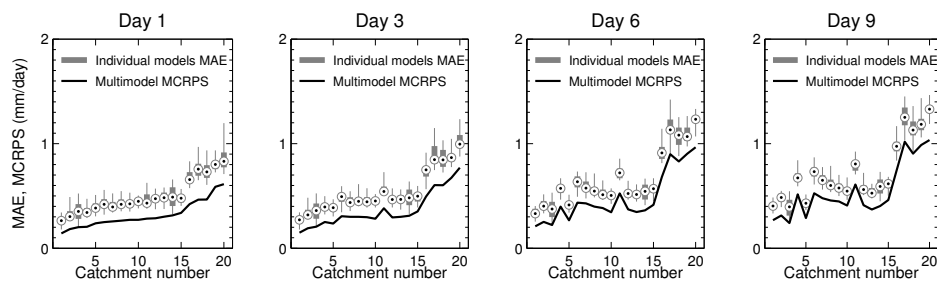 Day 1
Day 3
Day 6
Day 9
MAE, MCRPS (mm/day)
2
1
0
Individual models MAE
Multimodel MCRPS
5 10 15 20
Catchment number
2
1
0
Individual models MAE
Multimodel MCRPS
5 10 15 20
Catchment number
2
1
0
Individual models MAE
Multimodel MCRPS
5 10 15 20
Catchment number
2
1
0
Individual models MAE
Multimodel MCRPS
5 10 15 20
Catchment number